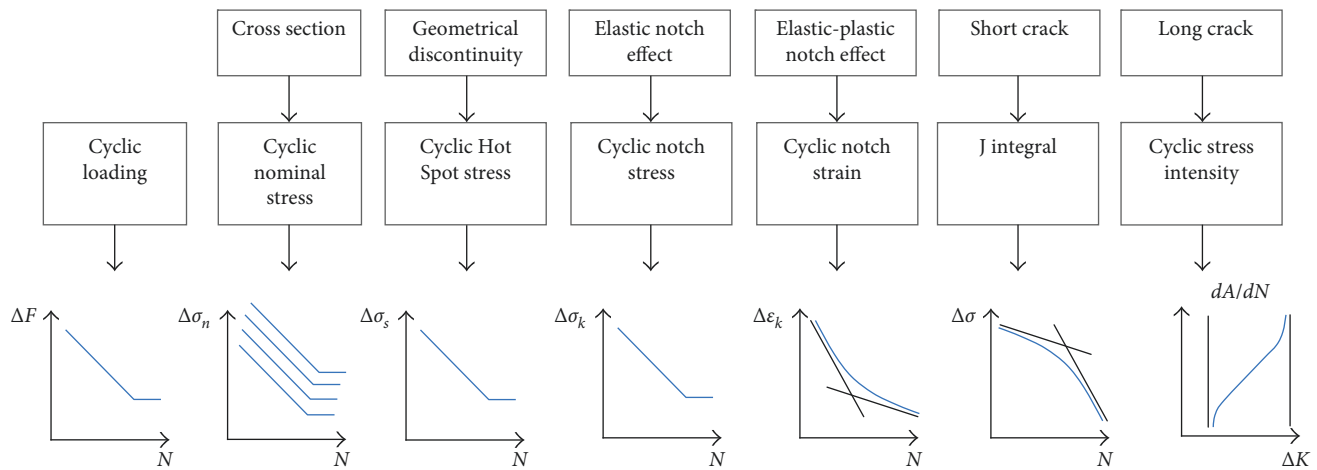 Cross section
Geometrical
discontinuity
Elastic notch
effect
Elastic-plastic
notch effect
Short crack
Long crack
Cyclic
loading
Cyclic
nominal
stress
Cyclic Hot
Spot stress
Cyclic notch
stress
Cyclic notch
strain
J integral
Cyclic stress
intensity
ΔF
N
Δσn
N
Δσs
N
Δσk
N
Δεk
N
Δσ
N
dA/dN
ΔK